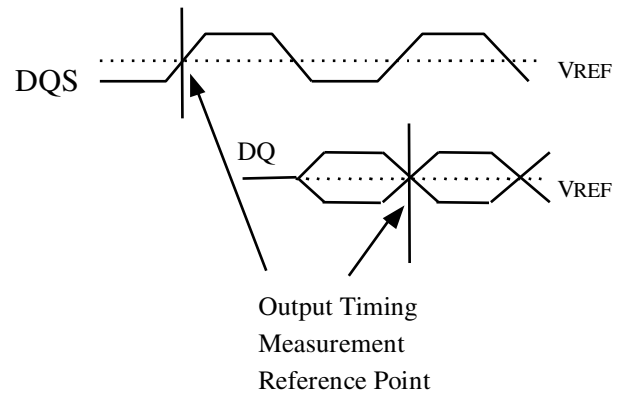 DQS
VREF
DQ
VREF
Output Timing
Measurement
Reference Point